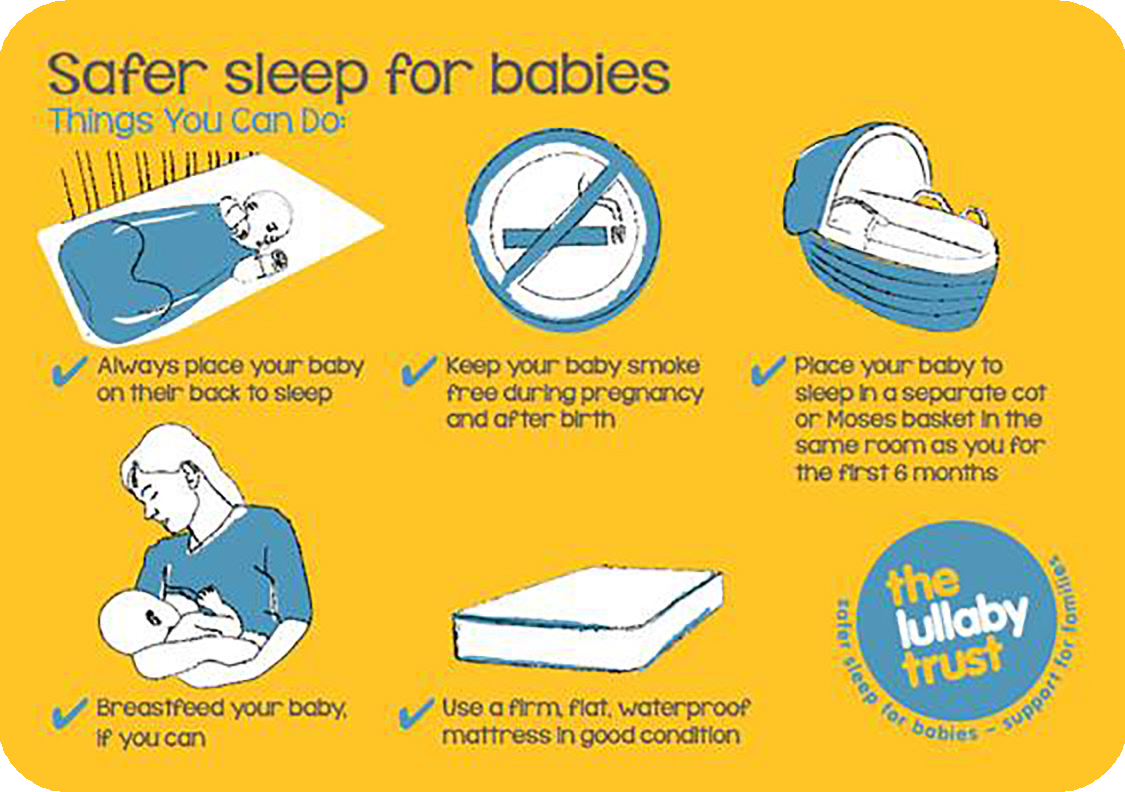 Safer sleep for babies
Things You Can Do:
Always place your baby
on their back to sleep
Keep your baby smoke
free during pregnancy
and after birth
Place your baby to
sleep in a separate cot
or Moses basket in the
same room as you for
the first 6 months
Breastfeed your baby,
if you can
Use a firm, flat, waterproof
mattress in good condition
the
lullaby
trust
safer sleep for babies – support for families